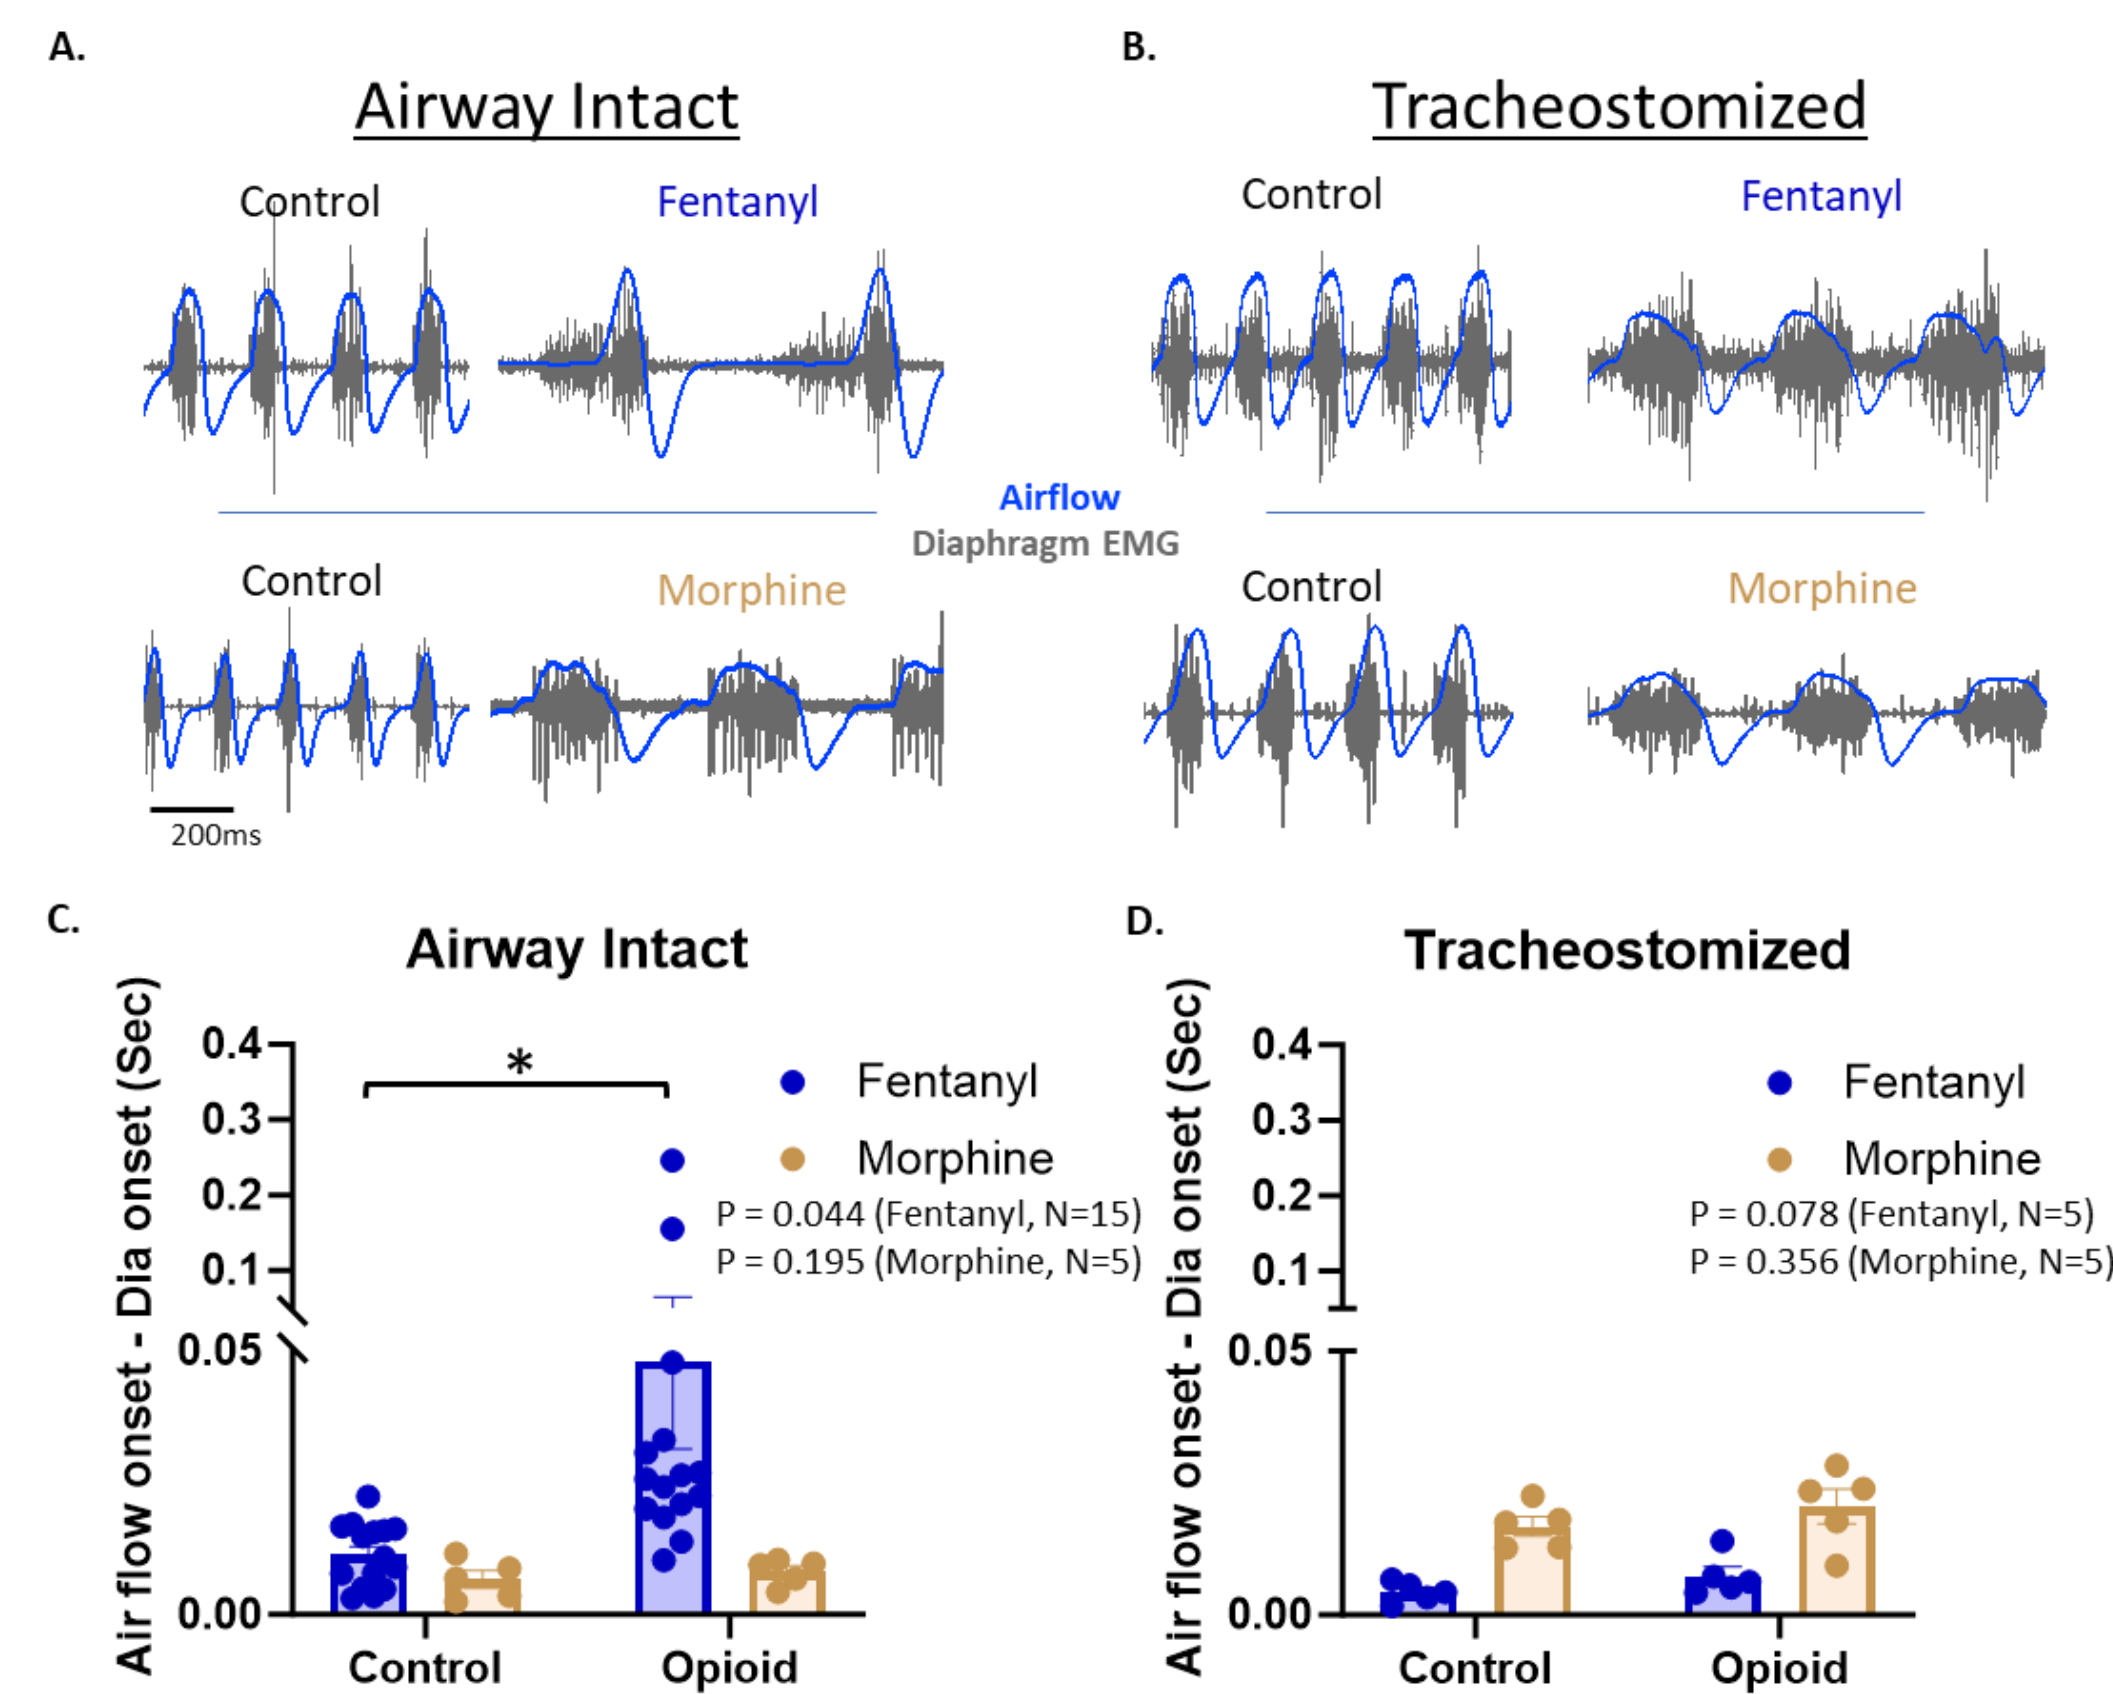 A.
Airway Intact
Control
Fentanyl
B.
Tracheostomized
Control
Fentanyl
Airflow
Diaphragm EMG
Control
Morphine
200ms
Control
Morphine
C.
Airway Intact
Air flow onset - Dia onset (Sec)
0.4
0.3
0.2
0.1
0.05
0.00
*
Fentanyl
Morphine
P = 0.044 (Fentanyl, N=15)
P = 0.195 (Morphine, N=5)
Control
Opioid
D.
Tracheostomized
Air flow onset - Dia onset (Sec)
0.4
0.3
0.2
0.1
0.05
0.00
Fentanyl
Morphine
P = 0.078 (Fentanyl, N=5)
P = 0.356 (Morphine, N=5)
Control
Opioid